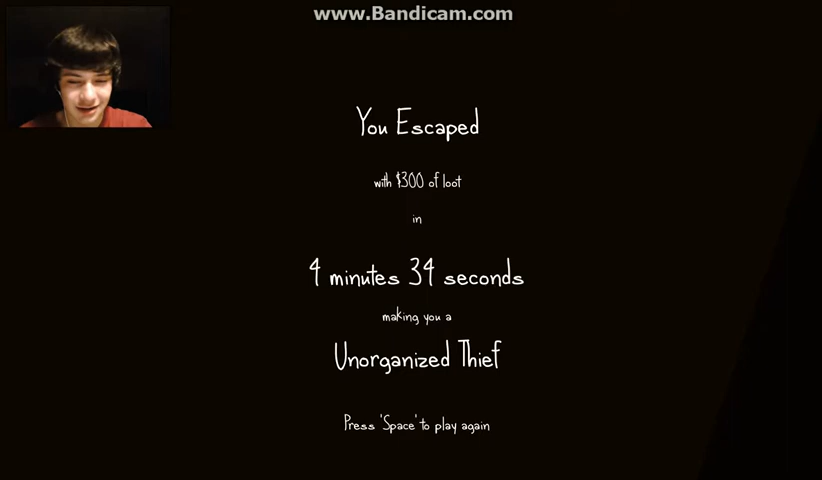 www.Bandicam.com
You Escaped
with $300 of loot
in
4 minutes 34 seconds
making you a
Unorganized Thief
Press 'Space' to play again